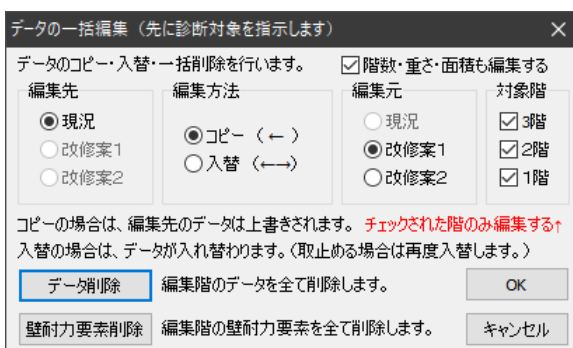 データの一括編集（先に診断対象を指示します）
データのコピー・入替・一括削除を行います。 階数・重さ・面積も編集する
編集先 編集方法 編集元 対象階
現況 コピー （← ） 現況 3階
改修案1 入替 （←→） 改修案1 2階
改修案2 改修案2 1階
コピーの場合は、編集先のデータは上書きされます。 チェックされた階のみ編集する↑
入替の場合は、データが入れ替わります。（取止める場合は再度入替します。）
データ削除 編集階のデータを全て削除します。 OK
壁耐力要素削除 編集階の壁耐力要素を全て削除します。 キャンセル